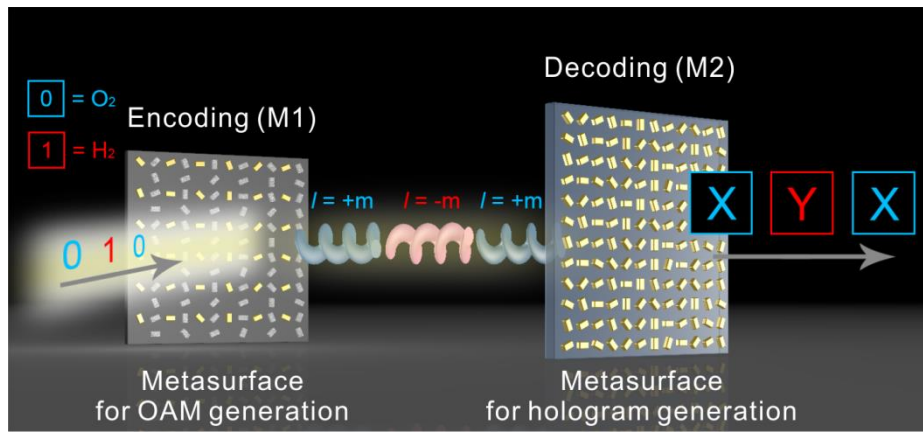 0 = O₂
1 = H₂
Encoding (M1)
Decoding (M2)
l = +m l = -m l = +m
0 1 0
X Y X
Metasurface
for OAM generation
Metasurface
for hologram generation